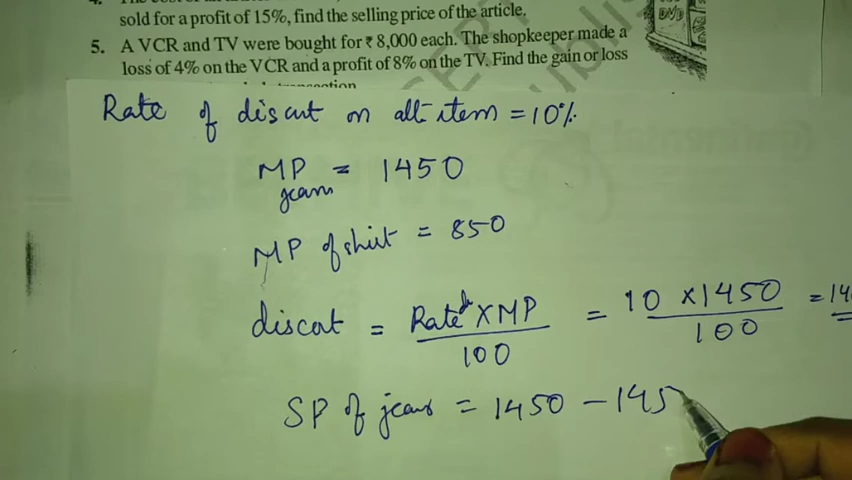 sold for a profit of 15%, find the selling price of the article.
5. A VCR and TV were bought for ₹ 8,000 each. The shopkeeper made a
loss of 4% on the VCR and a profit of 8% on the TV. Find the gain or loss
Rate of discut on all item = 10%
MP = 1450
jeans
MP of shirt = 850
discut = Rate × MP / 100 = 10 × 1450 / 100 = 14
SP of jeans = 1450 - 145